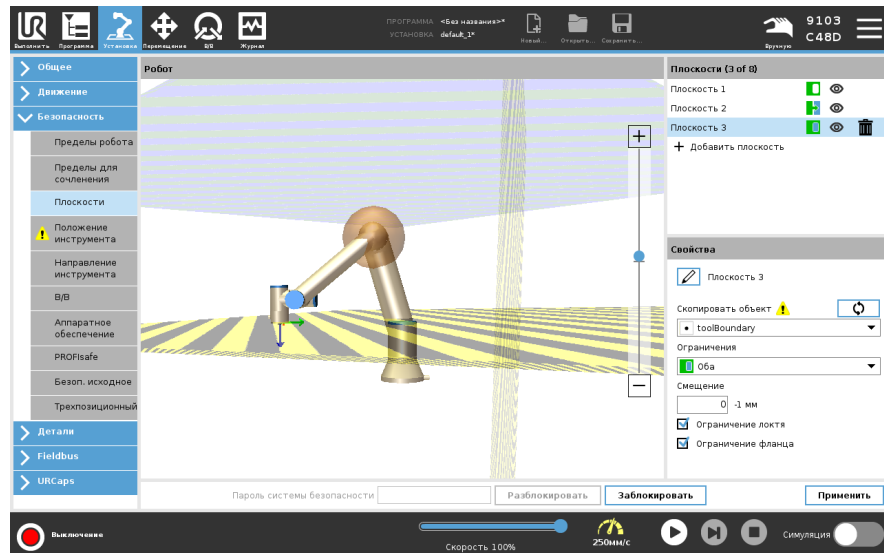 ПРОГРАММА <Без названия>*
УСТАНОВКА default_1*
Выполнить Программа Установка Перемещение В/В Журнал
Новый... Открыть... Сохранить...
Вручную
9103
C48D
Общее
Движение
Безопасность
Пределы робота
Пределы для
сочленения
Плоскости
Положение
инструмента
Направление
инструмента
В/В
Аппаратное
обеспечение
PROFIsafe
Безоп. исходное
Трехпозиционный
Детали
Fieldbus
URCaps
Робот
Плоскости (3 of 8)
Плоскость 1
Плоскость 2
Плоскость 3
Добавить плоскость
Свойства
Плоскость 3
Скопировать объект
toolBoundary
Ограничения
Оба
Смещение
0 -1 мм
Ограничение локтя
Ограничение фланца
Пароль системы безопасности
Разблокировать
Заблокировать
Применить
Выключение
Скорость 100%
250мм/с
Симуляция